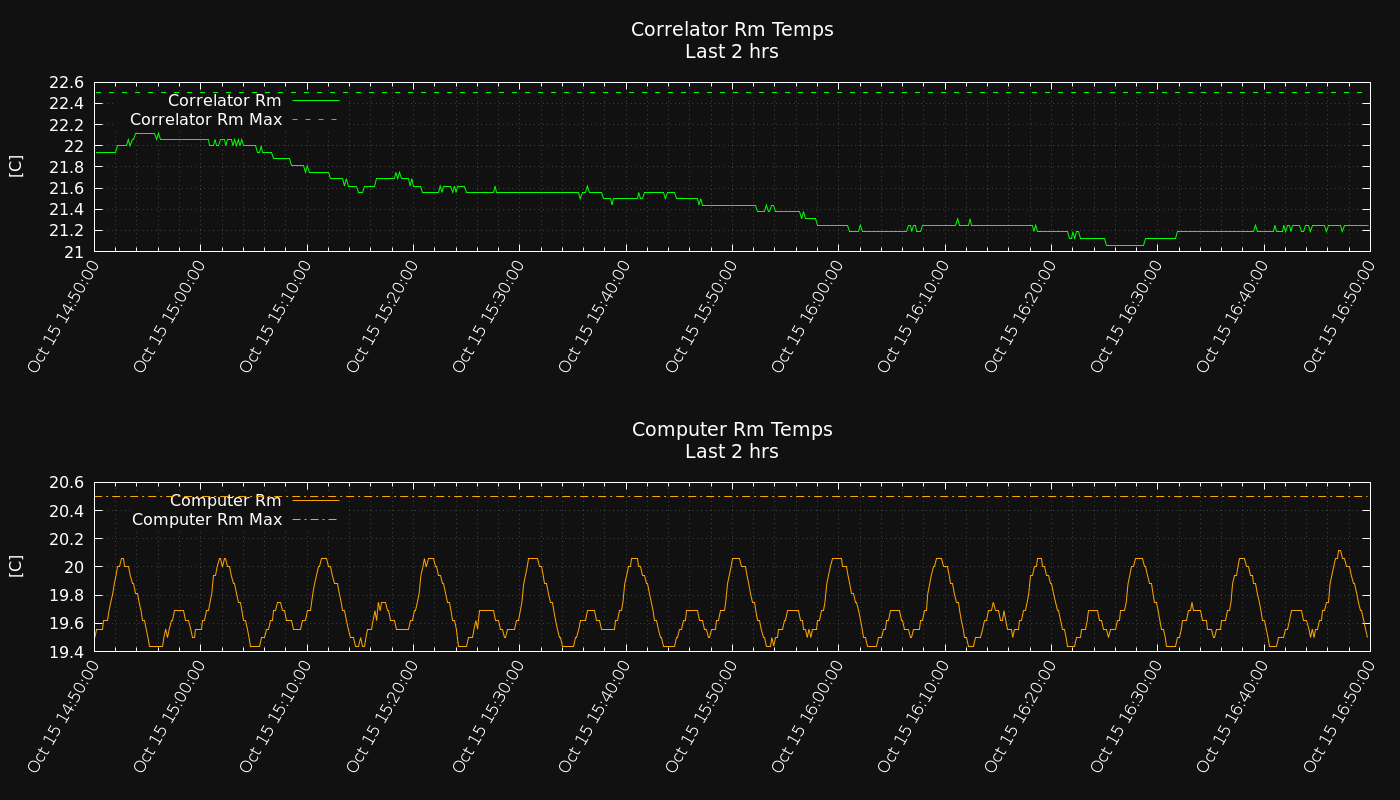 Correlator Rm Temps
Last 2 hrs
22.6
22.4
22.2
22
21.8
21.6
21.4
21.2
21
[C]
Correlator Rm
Correlator Rm Max
Oct 15 14:50:00
Oct 15 15:00:00
Oct 15 15:10:00
Oct 15 15:20:00
Oct 15 15:30:00
Oct 15 15:40:00
Oct 15 15:50:00
Oct 15 16:00:00
Oct 15 16:10:00
Oct 15 16:20:00
Oct 15 16:30:00
Oct 15 16:40:00
Oct 15 16:50:00
Computer Rm Temps
Last 2 hrs
20.6
20.4
20.2
20
19.8
19.6
19.4
[C]
Computer Rm
Computer Rm Max
Oct 15 14:50:00
Oct 15 15:00:00
Oct 15 15:10:00
Oct 15 15:20:00
Oct 15 15:30:00
Oct 15 15:40:00
Oct 15 15:50:00
Oct 15 16:00:00
Oct 15 16:10:00
Oct 15 16:20:00
Oct 15 16:30:00
Oct 15 16:40:00
Oct 15 16:50:00